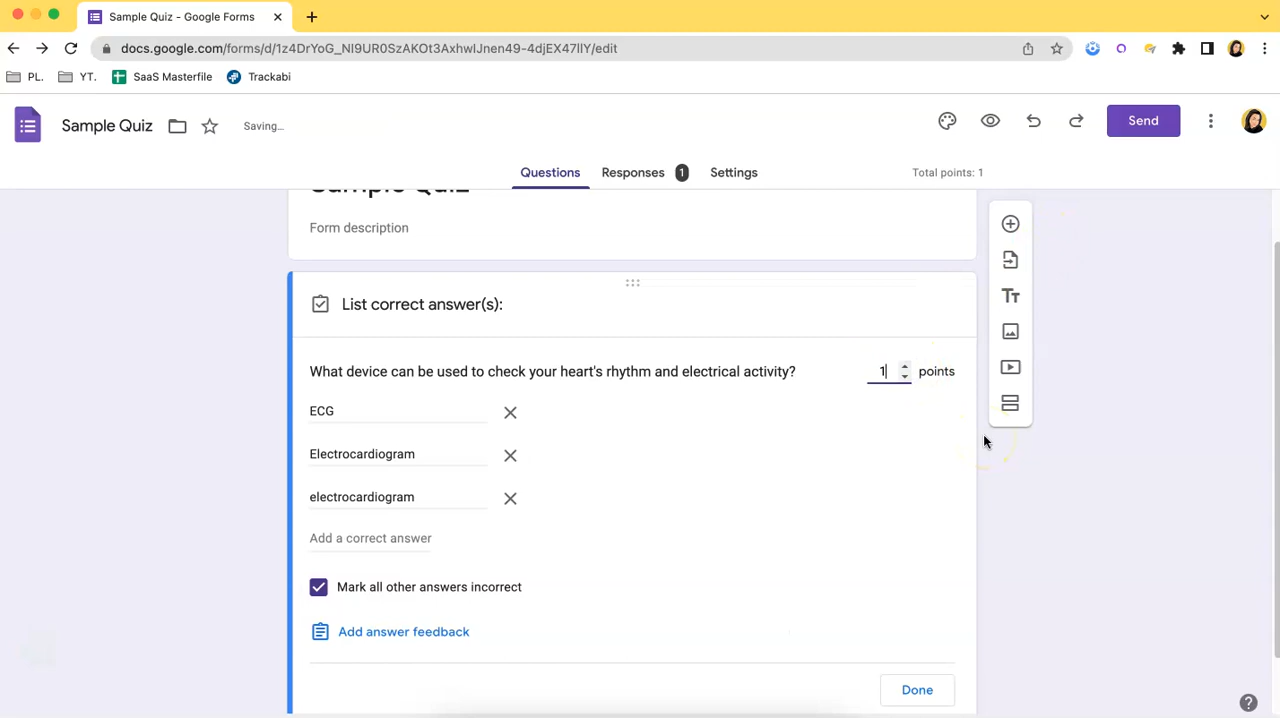 Sample Quiz - Google Forms
docs.google.com/forms/d/1z4DrYoG_NI9UR0SzAKOt3AxhwIJnen49-4djEX47IIY/edit
PL. YT. SaaS Masterfile Trackabi
Sample Quiz Saving... Send
Questions Responses 1 Settings Total points: 1
Sample Quiz
Form description
List correct answer(s):
What device can be used to check your heart's rhythm and electrical activity? 1 points
ECG
Electrocardiogram
electrocardiogram
Add a correct answer
Mark all other answers incorrect
Add answer feedback
Done